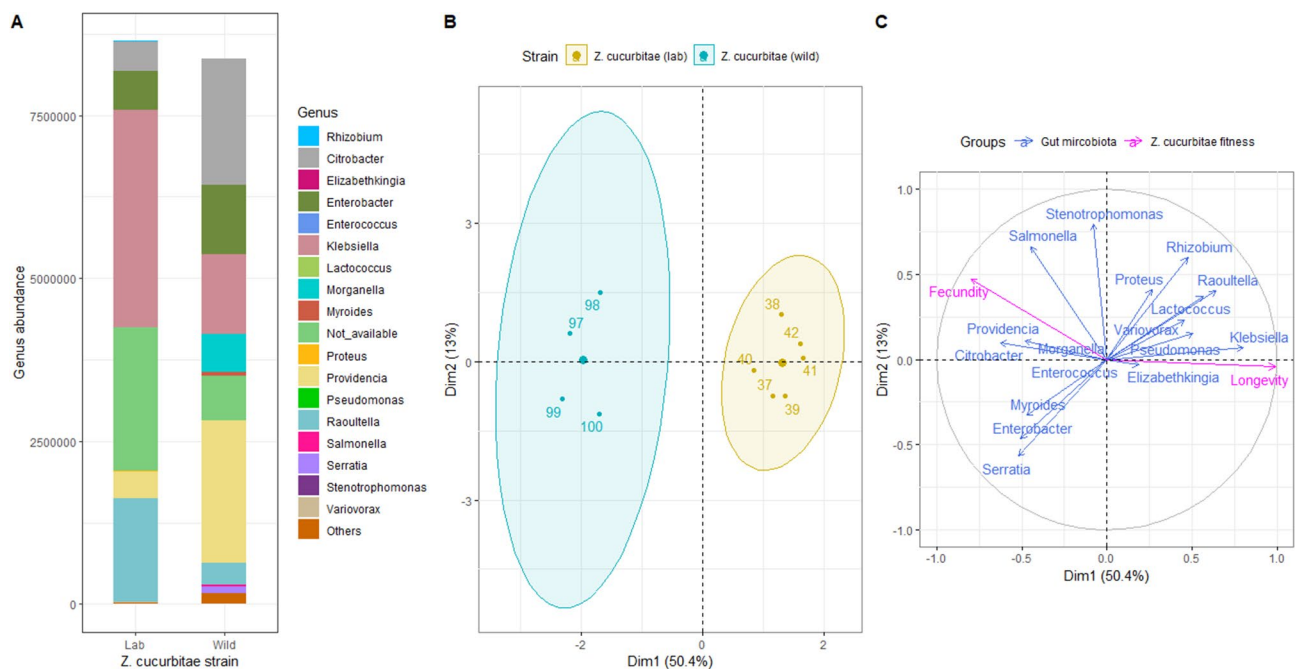 A
7500000
5000000
2500000
0
Genus abundance
Lab
Wild
Z. cucurbitae strain
Genus
Rhizobium
Citrobacter
Elizabethkingia
Enterobacter
Enterococcus
Klebsiella
Lactococcus
Morganella
Myroides
Not_available
Proteus
Providencia
Pseudomonas
Raoultella
Salmonella
Serratia
Stenotrophomonas
Variovorax
Others
B
Strain
Z. cucurbitae (lab)
Z. cucurbitae (wild)
3
0
-3
Dim2 (13%)
98
97
99
100
38
42
40
41
37
39
-2
0
2
Dim1 (50.4%)
C
Groups
a
Gut mircobiota
a
Z. cucurbitae fitness
1.0
0.5
0.0
-0.5
-1.0
Dim2 (13%)
Stenotrophomonas
Salmonella
Rhizobium
Proteus
Raoultella
Fecundity
Lactococcus
Providencia
Variovorax
Klebsiella
Citrobacter
Morganella
Pseudomonas
Enterococcus
Elizabethkingia
Longevity
Myroides
Enterobacter
Serratia
-1.0
-0.5
0.0
0.5
1.0
Dim1 (50.4%)